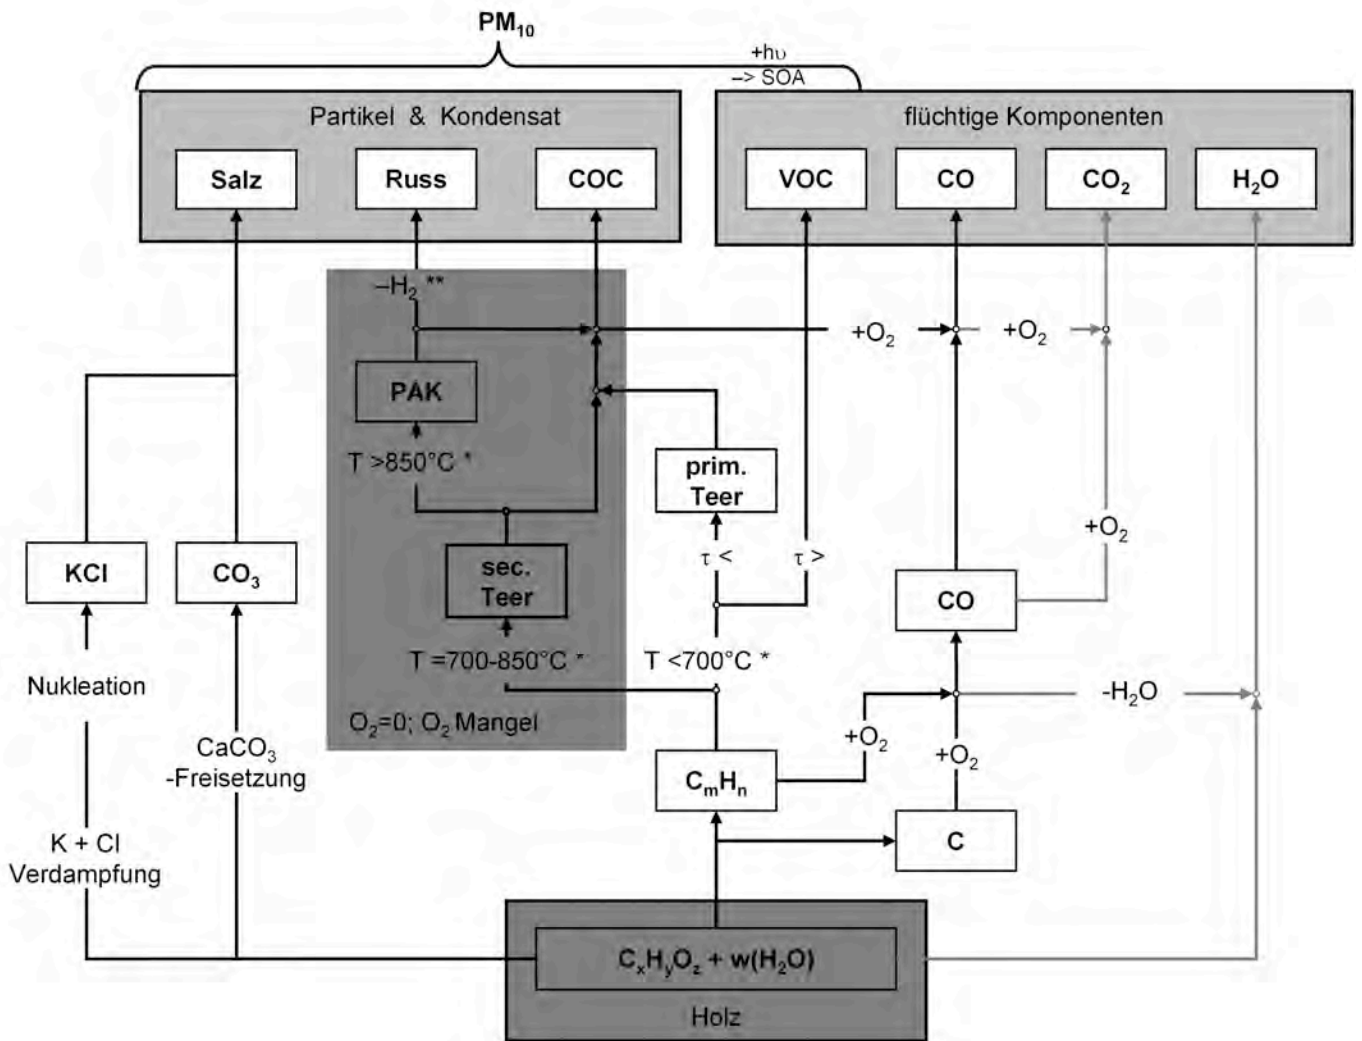 PM₁₀
+hυ
–> SOA
Partikel & Kondensat
flüchtige Komponenten
Salz
Russ
COC
VOC
CO
CO₂
H₂O
–H₂ **
+O₂
+O₂
PAK
T >850°C *
prim.
Teer
+O₂
τ <
τ >
KCl
CO₃
sec.
Teer
CO
T =700-850°C *
T <700°C *
Nukleation
-H₂O
O₂=0; O₂ Mangel
+O₂
+O₂
CaCO₃
-Freisetzung
CₘHₙ
K + Cl
Verdampfung
C
CₓHᵧO_z + w(H₂O)
Holz